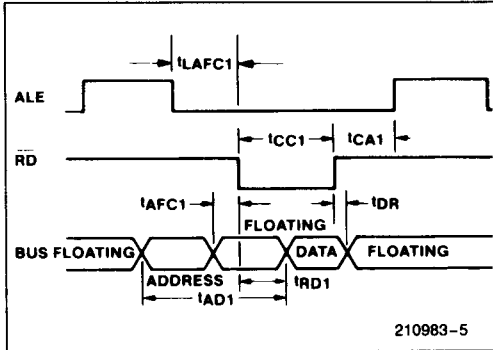 tLAFC1
ALE
tCC1
tCA1
RD
tAFC1
tDR
FLOATING
BUS FLOATING
DATA
FLOATING
ADDRESS
tRD1
tAD1
210983-5